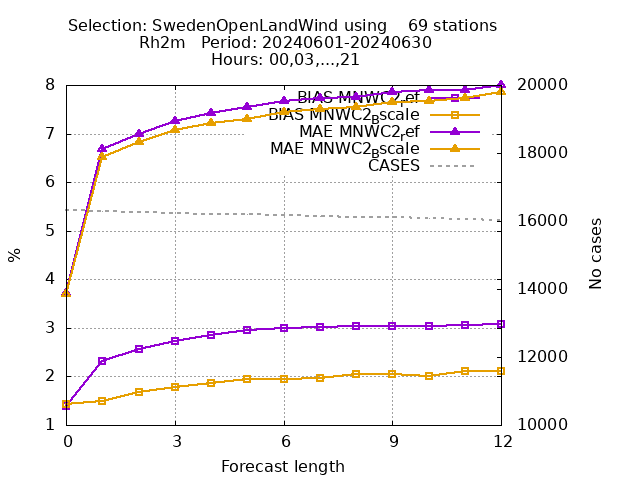 Selection: SwedenOpenLandWind using 69 stations
Rh2m Period: 20240601-20240630
Hours: 00,03,...,21
BIAS MNWC2_ref
BIAS MNWC2_Bscale
MAE MNWC2_ref
MAE MNWC2_Bscale
CASES
8
7
6
5
4
3
2
1
%
20000
18000
16000
14000
12000
10000
No cases
0 3 6 9 12
Forecast length